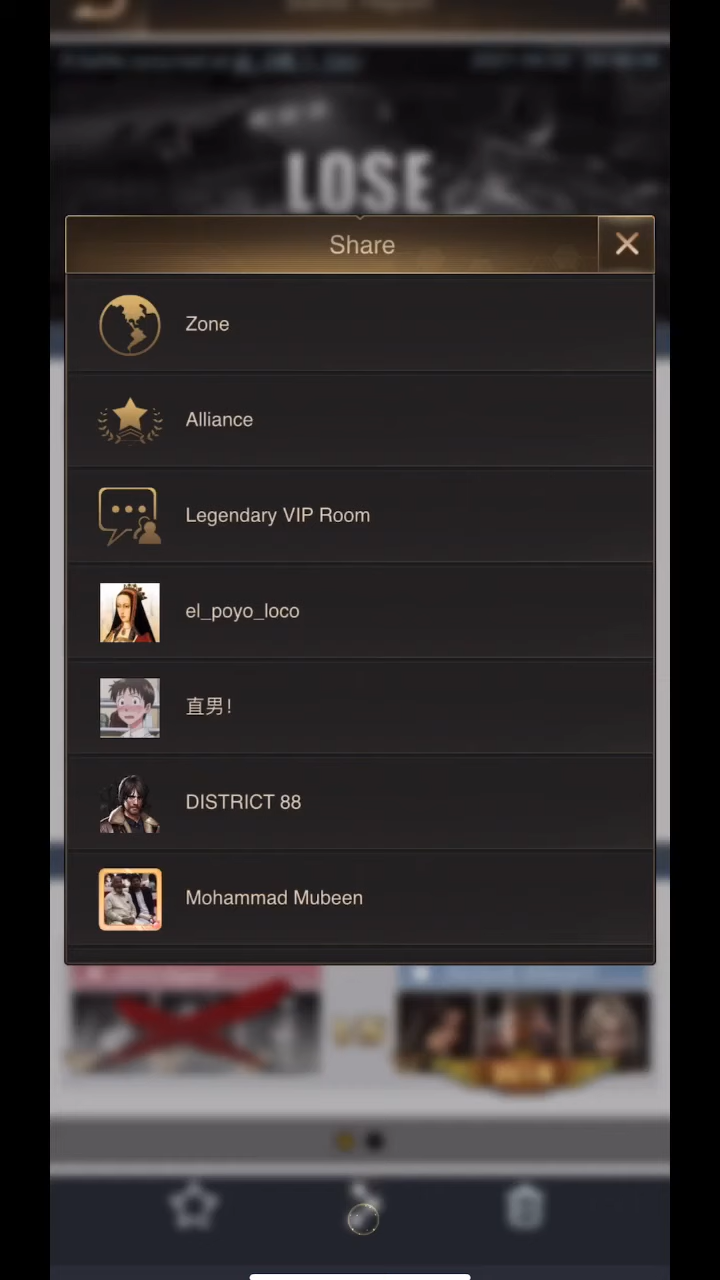 LOSE
Share
Zone
Alliance
Legendary VIP Room
el_poyo_loco
直男!
DISTRICT 88
Mohammad Mubeen